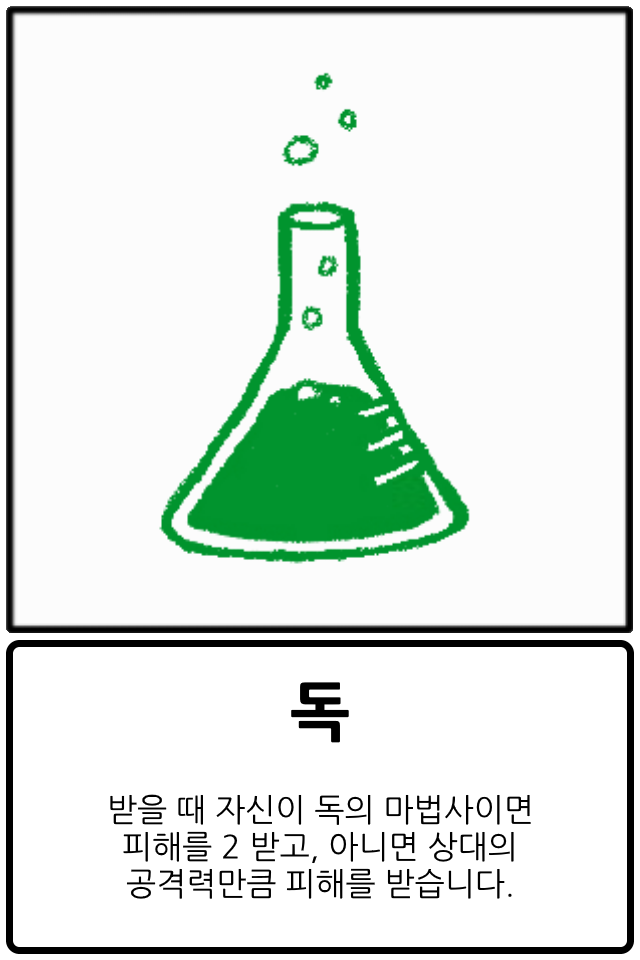 독
받을 때 자신이 독의 마법사이면
피해를 2 받고, 아니면 상대의
공격력만큼 피해를 받습니다.